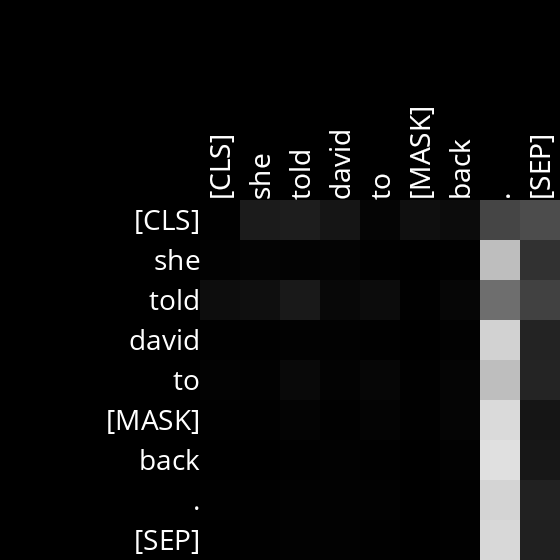 [CLS] she told david to [MASK] back . [SEP]
[CLS]
she
told
david
to
[MASK]
back
.
[SEP]